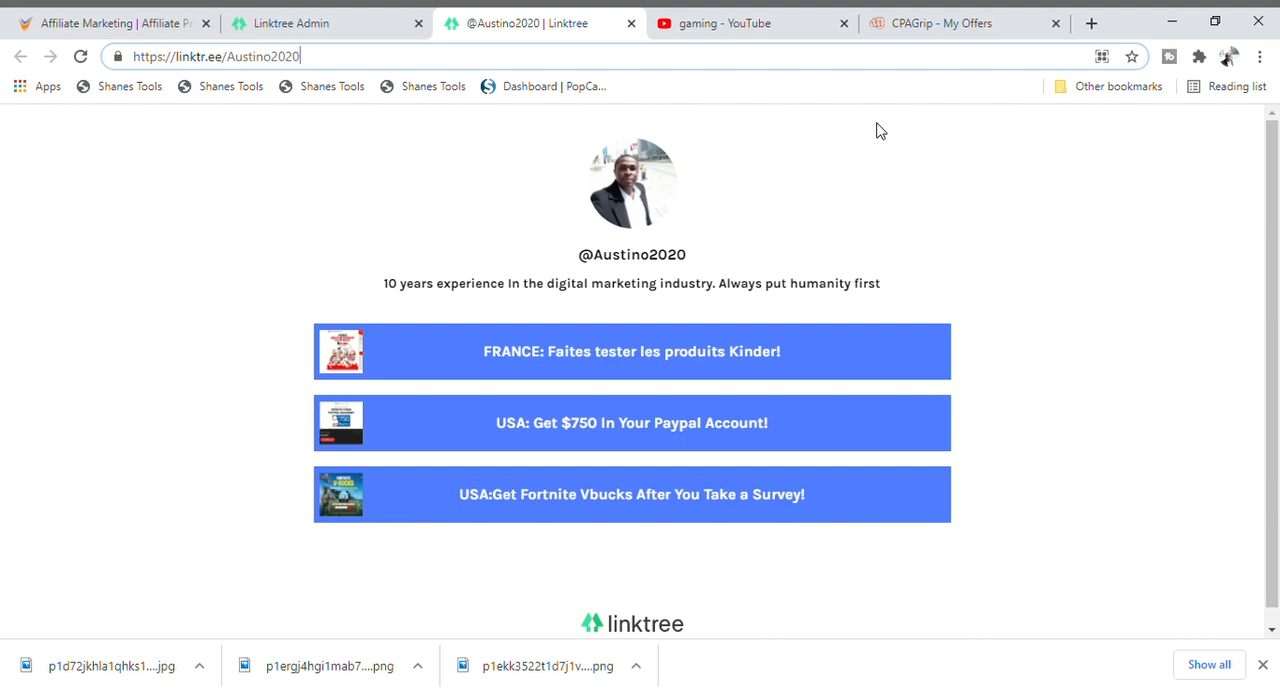 Affiliate Marketing | Affiliate Pr
Linktree Admin
@Austino2020 | Linktree
gaming - YouTube
CPAGrip - My Offers
https://linktr.ee/Austino2020
Apps
Shanes Tools
Shanes Tools
Shanes Tools
Shanes Tools
Dashboard | PopCa...
Other bookmarks
Reading list
@Austino2020
10 years experience In the digital marketing industry. Always put humanity first
FRANCE: Faites tester les produits Kinder!
USA: Get $750 In Your Paypal Account!
USA:Get Fortnite Vbucks After You Take a Survey!
linktree
p1d72jkhla1qhks1....jpg
p1ergj4hgi1mab7....png
p1ekk3522t1d7j1v....png
Show all